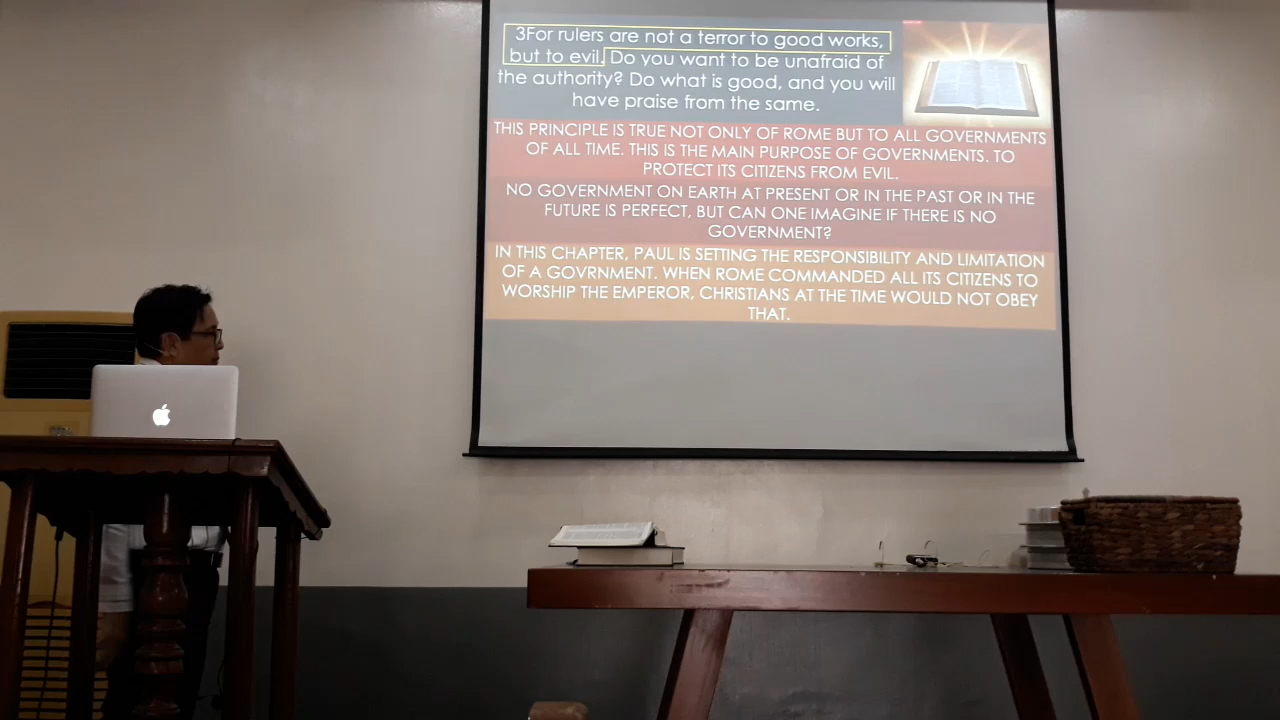 3For rulers are not a terror to good works,
but to evil. Do you want to be unafraid of
the authority? Do what is good, and you will
have praise from the same.
THIS PRINCIPLE IS TRUE NOT ONLY OF ROME BUT TO ALL GOVERNMENTS
OF ALL TIME. THIS IS THE MAIN PURPOSE OF GOVERNMENTS. TO
PROTECT ITS CITIZENS FROM EVIL.
NO GOVERNMENT ON EARTH AT PRESENT OR IN THE PAST OR IN THE
FUTURE IS PERFECT, BUT CAN ONE IMAGINE IF THERE IS NO
GOVERNMENT?
IN THIS CHAPTER, PAUL IS SETTING THE RESPONSIBILITY AND LIMITATION
OF A GOVRNMENT. WHEN ROME COMMANDED ALL ITS CITIZENS TO
WORSHIP THE EMPEROR, CHRISTIANS AT THE TIME WOULD NOT OBEY
THAT.